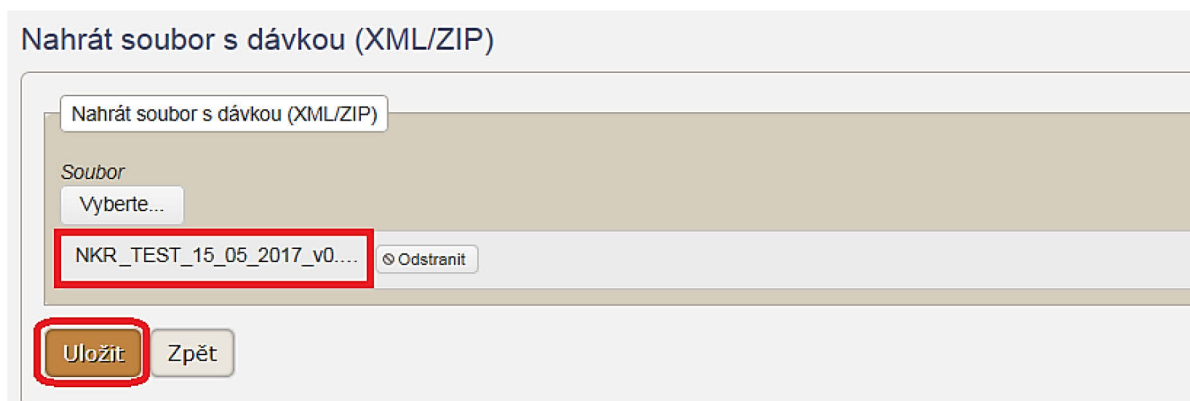 Nahrát soubor s dávkou (XML/ZIP)
Nahrát soubor s dávkou (XML/ZIP)
Soubor
Vyberte...
NKR_TEST_15_05_2017_v0.... Odstranit
Uložit Zpět